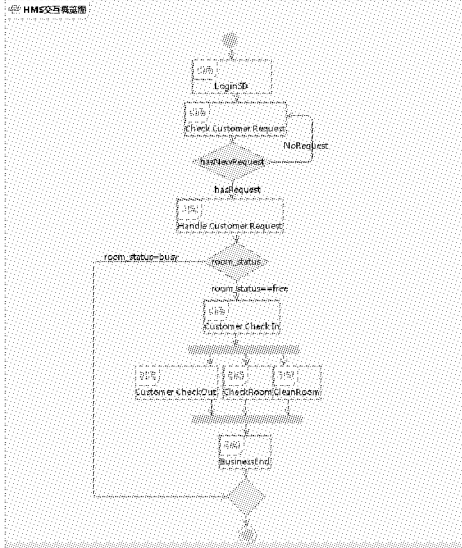 HMS交互概览图
LoginSD
Check Customer Request
NoRequest
hasNewRequest
hasRequest
Handle Customer Request
room_status=busy
room_status
room_status==free
Customer Check In
Customer CheckOut
CheckRoom
CleanRoom
BusinessEnd